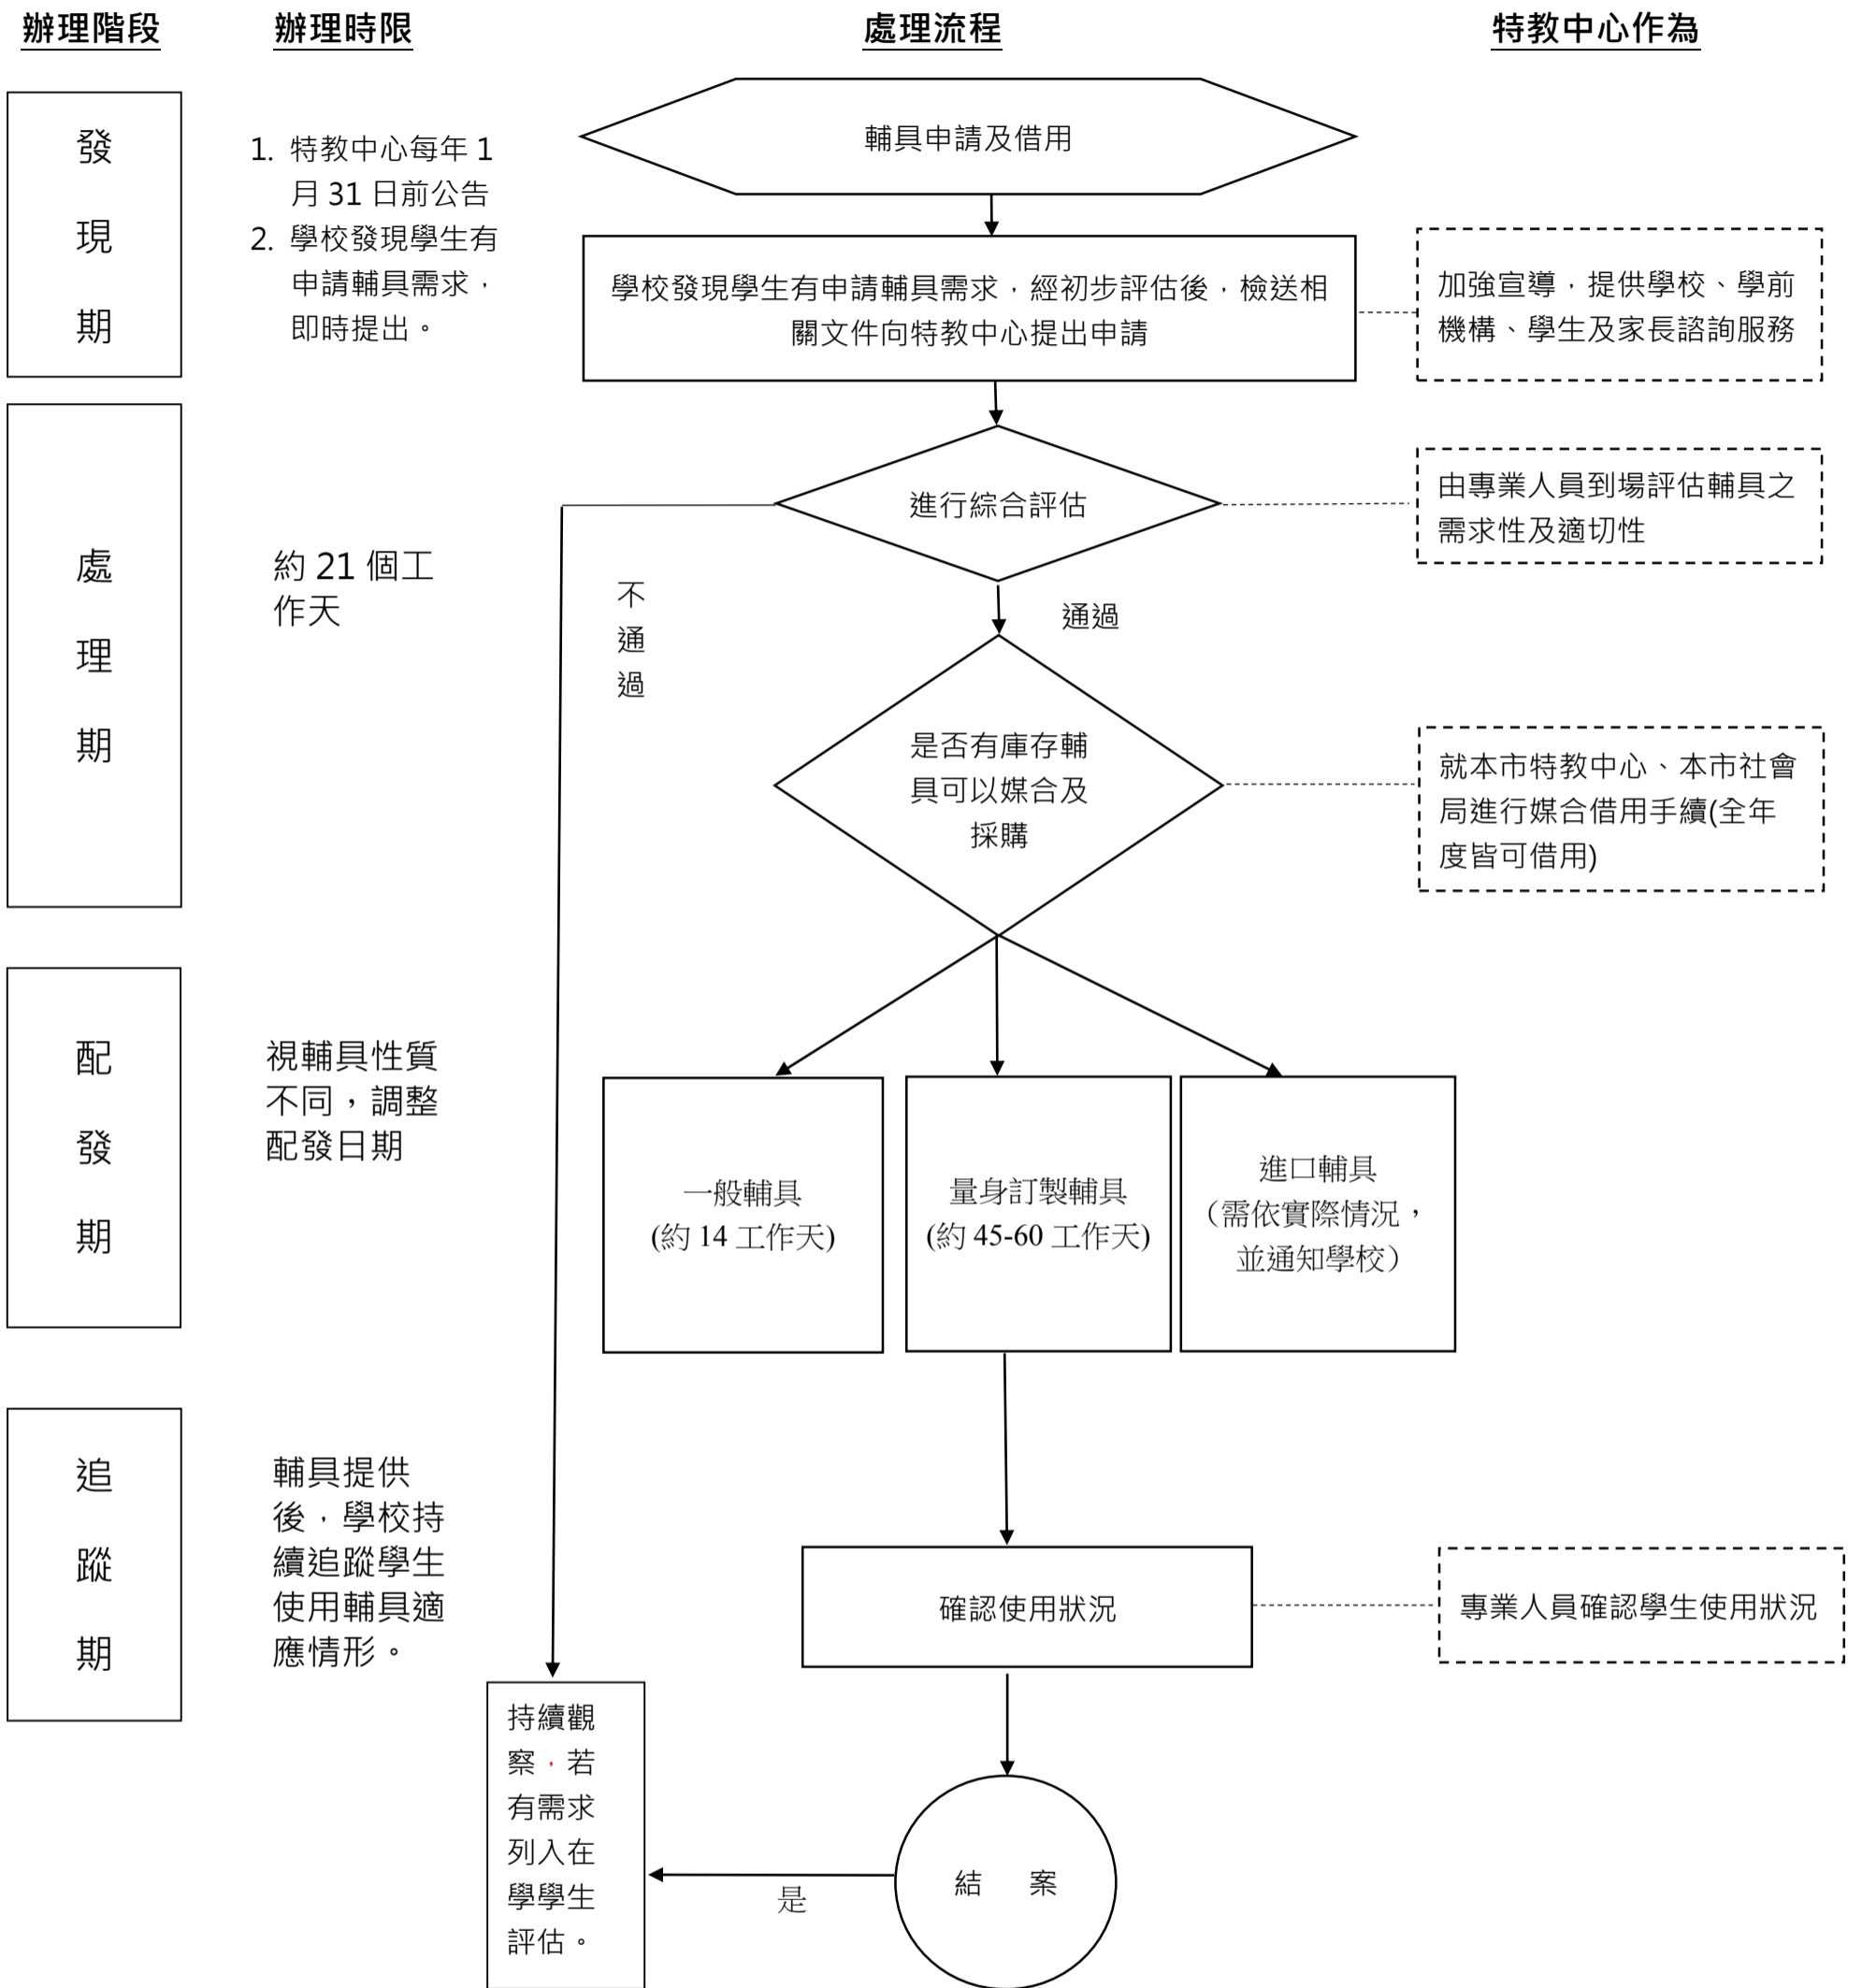 辦理階段
辦理時限
處理流程
特教中心作為
發
現
期
1. 特教中心每年 1
月 31 日前公告
2. 學校發現學生有
申請輔具需求，
即時提出。
輔具申請及借用
學校發現學生有申請輔具需求，經初步評估後，檢送相
關文件向特教中心提出申請
加強宣導，提供學校、學前
機構、學生及家長諮詢服務
處
理
期
約 21 個工
作天
進行綜合評估
由專業人員到場評估輔具之
需求性及適切性
不
通
過
通過
是否有庫存輔
具可以媒合及
採購
就本市特教中心、本市社會
局進行媒合借用手續(全年
度皆可借用)
配
發
期
視輔具性質
不同，調整
配發日期
一般輔具
(約 14 工作天)
量身訂製輔具
(約 45-60 工作天)
進口輔具
（需依實際情況，
並通知學校）
追
蹤
期
輔具提供
後，學校持
續追蹤學生
使用輔具適
應情形。
確認使用狀況
專業人員確認學生使用狀況
持續觀
察，若
有需求
列入在
學學生
評估。
是
結 案